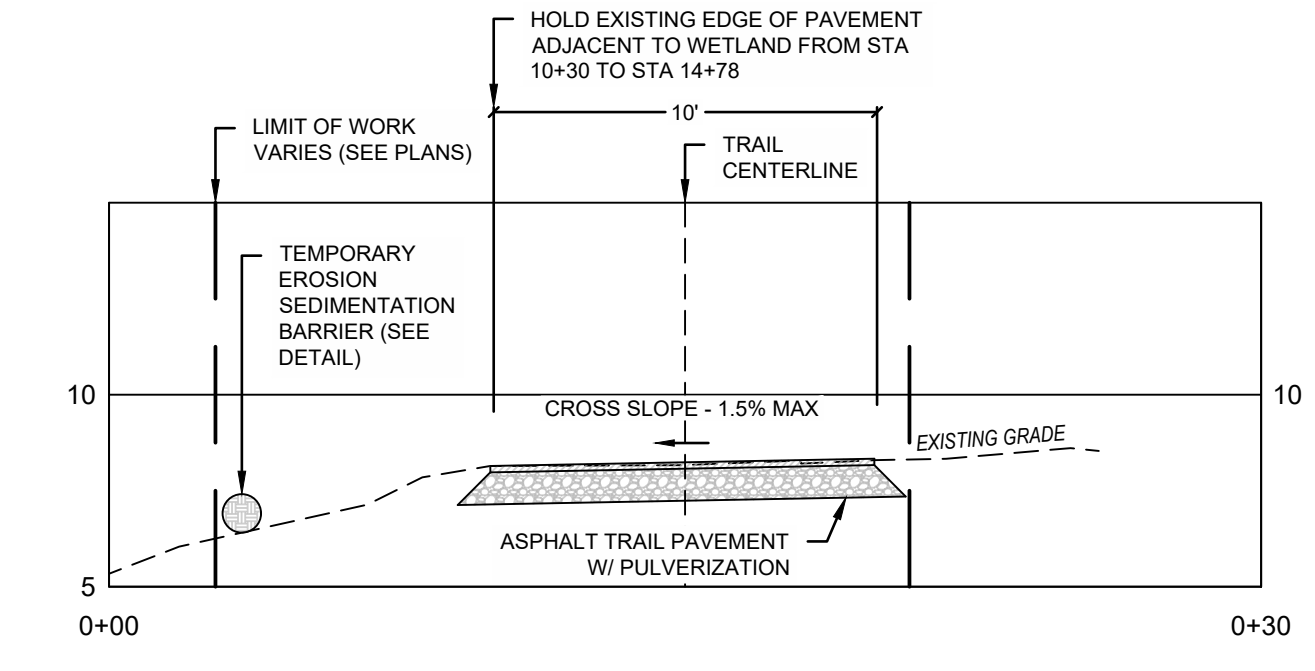 HOLD EXISTING EDGE OF PAVEMENT
ADJACENT TO WETLAND FROM STA
10+30 TO STA 14+78
10'
LIMIT OF WORK
VARIES (SEE PLANS)
TRAIL
CENTERLINE
TEMPORARY
EROSION
SEDIMENTATION
BARRIER (SEE
DETAIL)
10
10
CROSS SLOPE - 1.5% MAX
EXISTING GRADE
ASPHALT TRAIL PAVEMENT
W/ PULVERIZATION
5
0+00
0+30